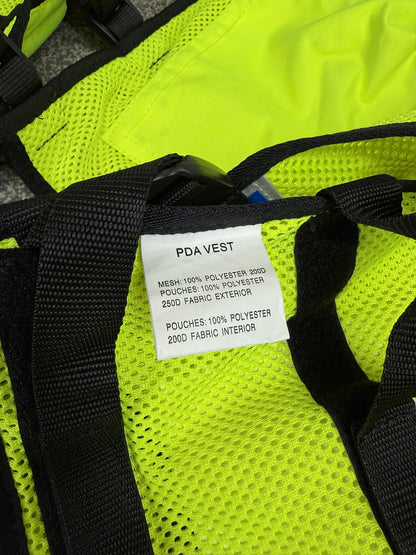 PDA VEST
MESH: 100% POLYESTER 200D
POUCHES: 100% POLYESTER
250D FABRIC EXTERIOR
POUCHES: 100% POLYESTER
200D FABRIC INTERIOR